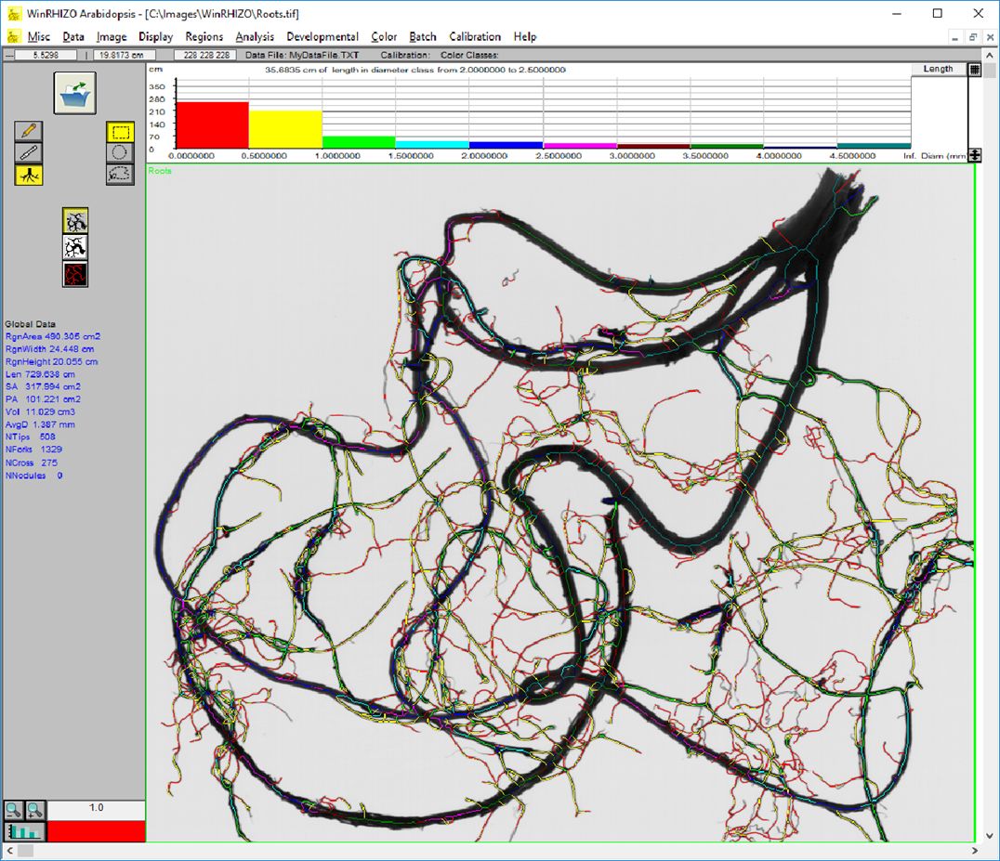 WinRHIZO Arabidopsis - [C:\Images\WinRHIZO\Roots.tif]
Misc Data Image Display Regions Analysis Developmental Color Batch Calibration Help
5.5298 19.8173 cm 228 228 228 Data File: MyDataFile.TXT Calibration: Color Classes:
cm 35.6835 cm of length in diameter class from 2.0000000 to 2.5000000 Length
350
280
210
140
70
0
0.0000000 0.5000000 1.0000000 1.5000000 2.0000000 2.5000000 3.0000000 3.5000000 4.0000000 4.5000000 Inf. Diam (mm)
Roots
Global Data
RgnArea 490.305 cm2
RgnWidth 24.448 cm
RgnHeight 20.055 cm
Len 729.638 cm
SA 317.994 cm2
PA 101.221 cm2
Vol 11.029 cm3
AvgD 1.387 mm
NTips 508
NForks 1329
NCross 275
NNodules 0
1.0